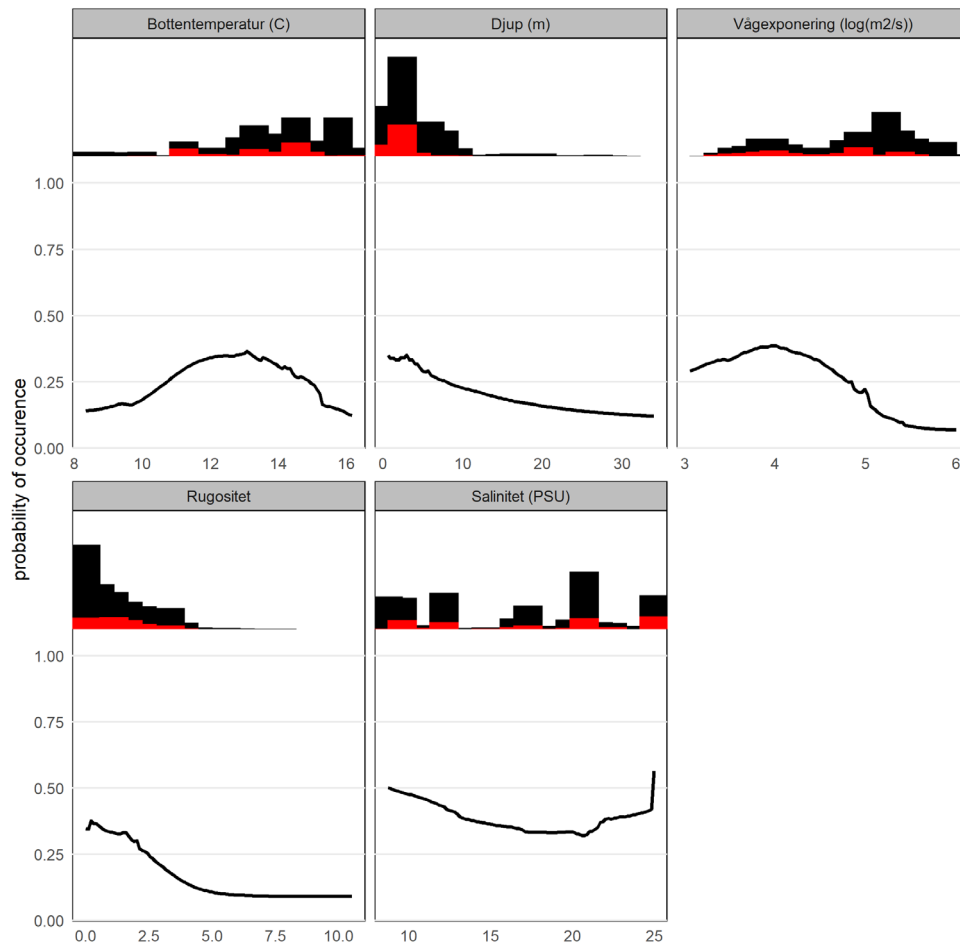 Bottentemperatur (C)
Djup (m)
Vågexponering (log(m2/s))
1.00
0.75
0.50
0.25
0.00
8 10 12 14 16
0 10 20 30
3 4 5 6
probability of occurence
Rugositet
Salinitet (PSU)
1.00
0.75
0.50
0.25
0.00
0.0 2.5 5.0 7.5 10.0
10 15 20 25